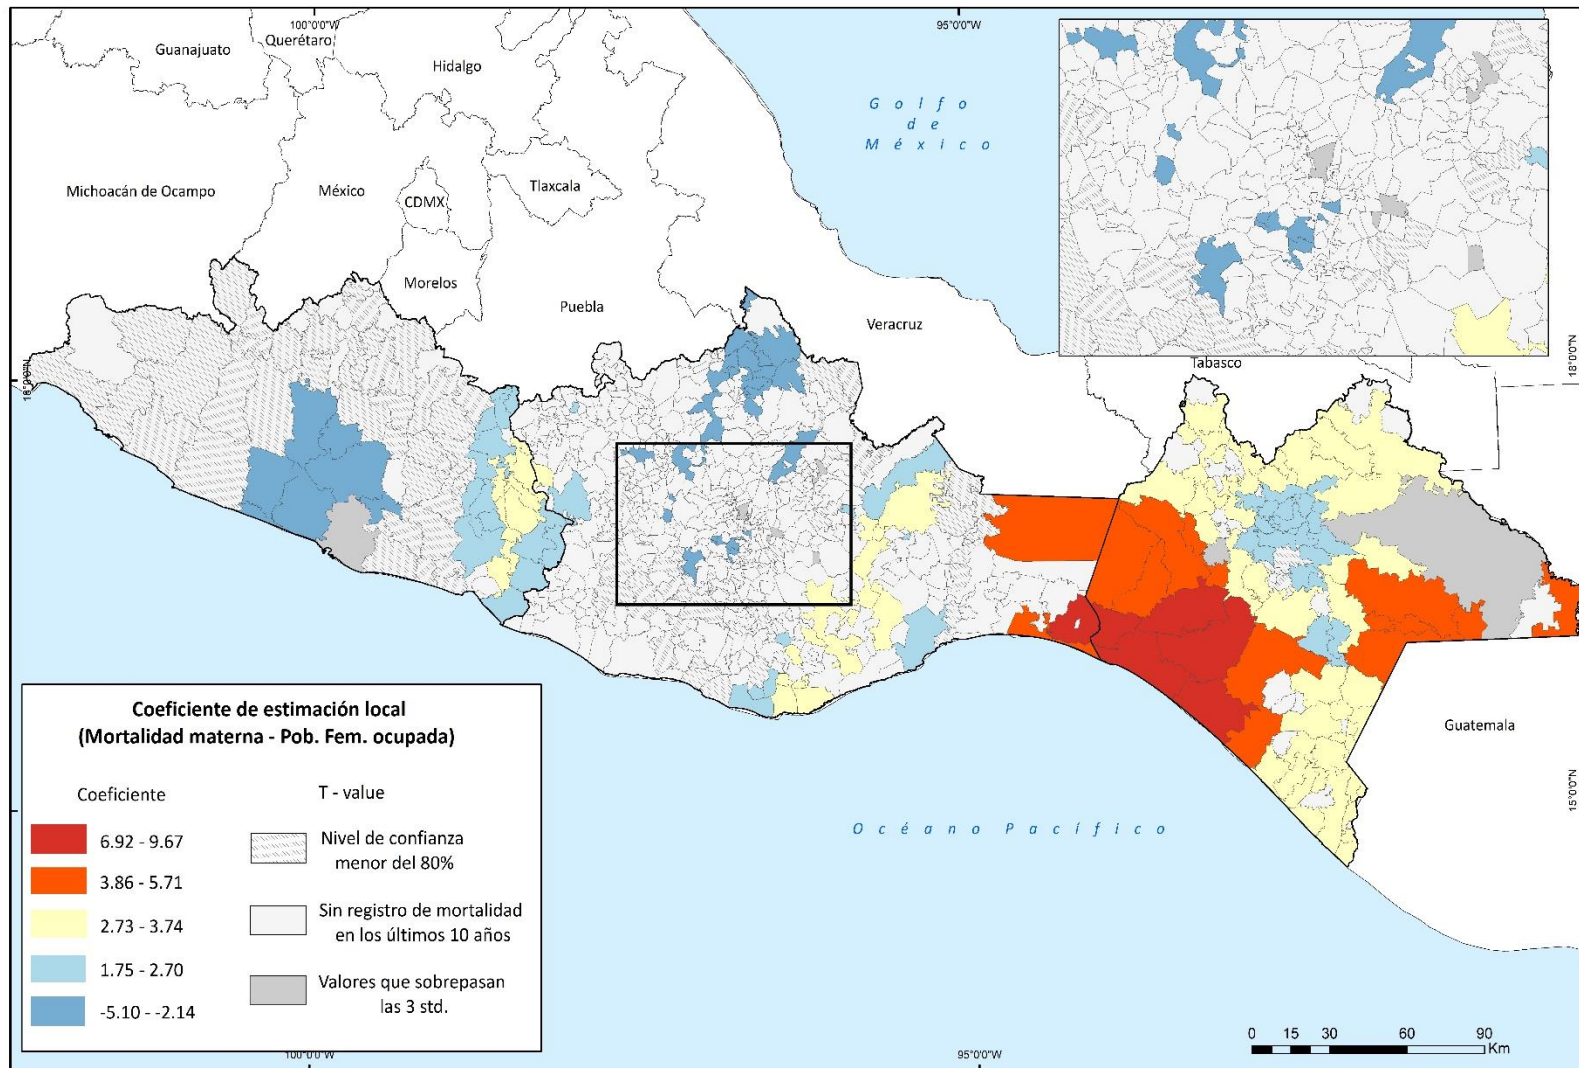 100°0'0"W
95°0'0"W
Guanajuato
Querétaro
Hidalgo
Golfo
de
México
Michoacán de Ocampo
México
CDMX
Tlaxcala
Morelos
Puebla
Veracruz
Tabasco
18°0'0"N
18°0'0"N
Guatemala
15°0'0"N
Océano Pacífico
Coeficiente de estimación local
(Mortalidad materna - Pob. Fem. ocupada)
Coeficiente
6.92 - 9.67
3.86 - 5.71
2.73 - 3.74
1.75 - 2.70
-5.10 - -2.14
T - value
Nivel de confianza
menor del 80%
Sin registro de mortalidad
en los últimos 10 años
Valores que sobrepasan
las 3 std.
0 15 30 60 90
Km
100°0'0"W
95°0'0"W